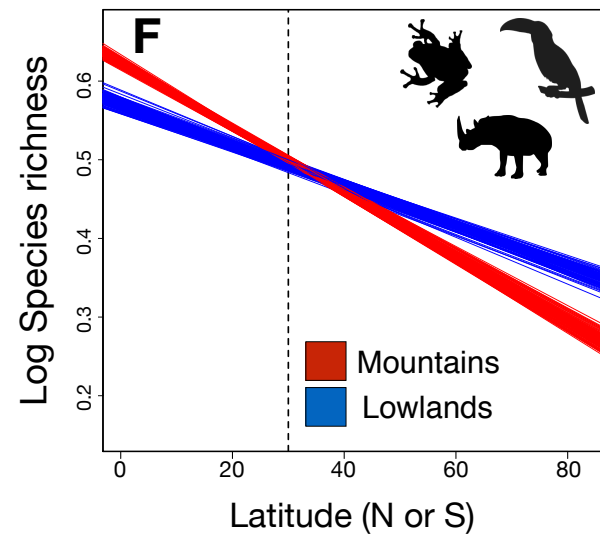 F
Log Species richness
0.6
0.5
0.4
0.3
0.2
Mountains
Lowlands
0 20 40 60 80
Latitude (N or S)